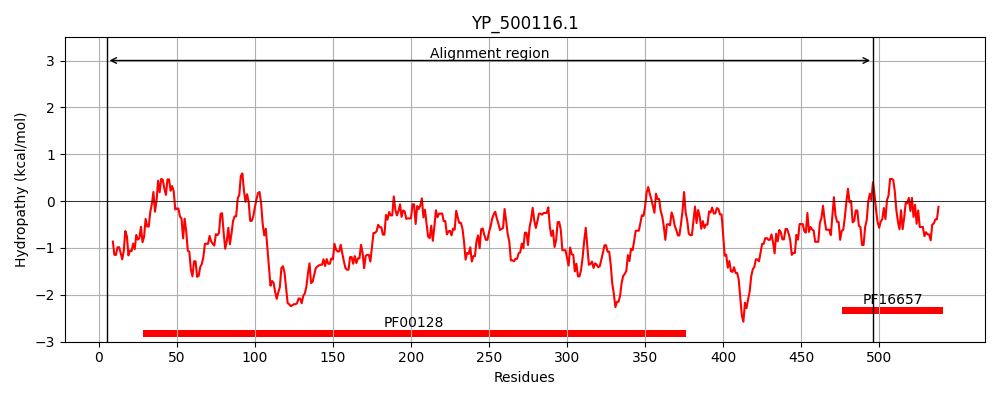 YP_500116.1
Alignment region
Hydropathy (kcal/mol)
3
2
1
0
−1
−2
−3
PF16657
PF00128
0 50 100 150 200 250 300 350 400 450 500
Residues